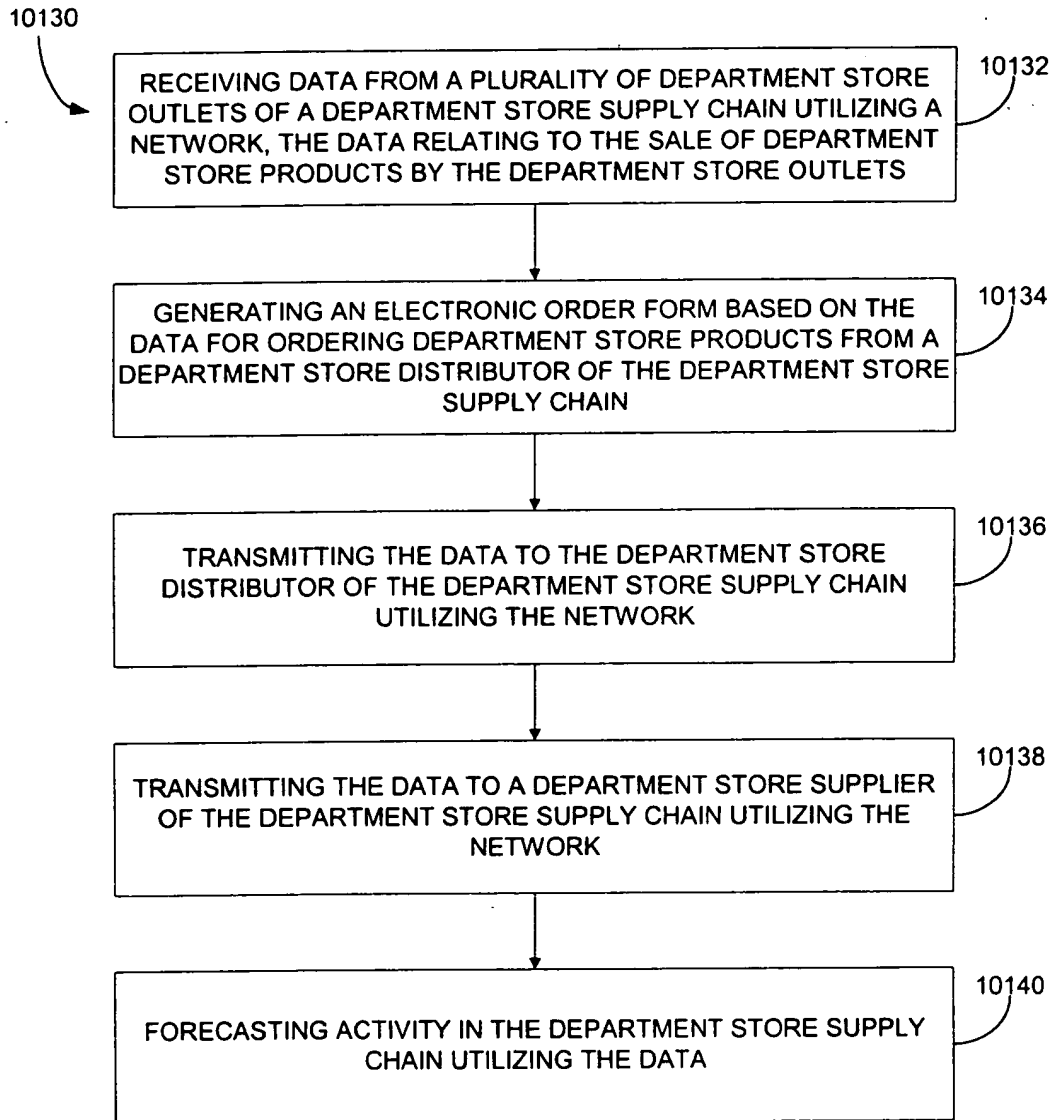 10130
10132
RECEIVING DATA FROM A PLURALITY OF DEPARTMENT STORE
OUTLETS OF A DEPARTMENT STORE SUPPLY CHAIN UTILIZING A
NETWORK, THE DATA RELATING TO THE SALE OF DEPARTMENT
STORE PRODUCTS BY THE DEPARTMENT STORE OUTLETS
10134
GENERATING AN ELECTRONIC ORDER FORM BASED ON THE
DATA FOR ORDERING DEPARTMENT STORE PRODUCTS FROM A
DEPARTMENT STORE DISTRIBUTOR OF THE DEPARTMENT STORE
SUPPLY CHAIN
10136
TRANSMITTING THE DATA TO THE DEPARTMENT STORE
DISTRIBUTOR OF THE DEPARTMENT STORE SUPPLY CHAIN
UTILIZING THE NETWORK
10138
TRANSMITTING THE DATA TO A DEPARTMENT STORE SUPPLIER
OF THE DEPARTMENT STORE SUPPLY CHAIN UTILIZING THE
NETWORK
10140
FORECASTING ACTIVITY IN THE DEPARTMENT STORE SUPPLY
CHAIN UTILIZING THE DATA